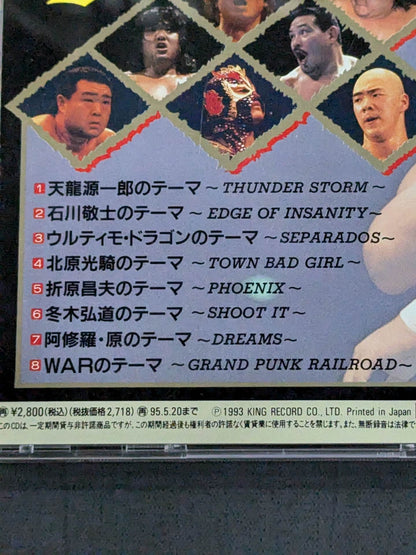 1 天龍源一郎のテーマ 〜THUNDER STORM〜
2 石川敬士のテーマ 〜EDGE OF INSANITY〜
3 ウルティモ・ドラゴンのテーマ 〜SEPARADOS〜
4 北原光騎のテーマ 〜TOWN BAD GIRL〜
5 折原昌夫のテーマ 〜PHOENIX〜
6 冬木弘道のテーマ 〜SHOOT IT〜
7 阿修羅・原のテーマ 〜DREAMS〜
8 WARのテーマ 〜GRAND PUNK RAILROAD〜
再 ¥2,800(税込)(税抜価格2,718) 再 95.5.20まで Ⓟ 1993 KING RECORD CO., LTD. Printed in Japan
このCDは、一定期間貸与非許諾商品ですが、この期間経過後も権利者の許諾なく賃貸業に使用することを禁じます。また、無断録音は法律で